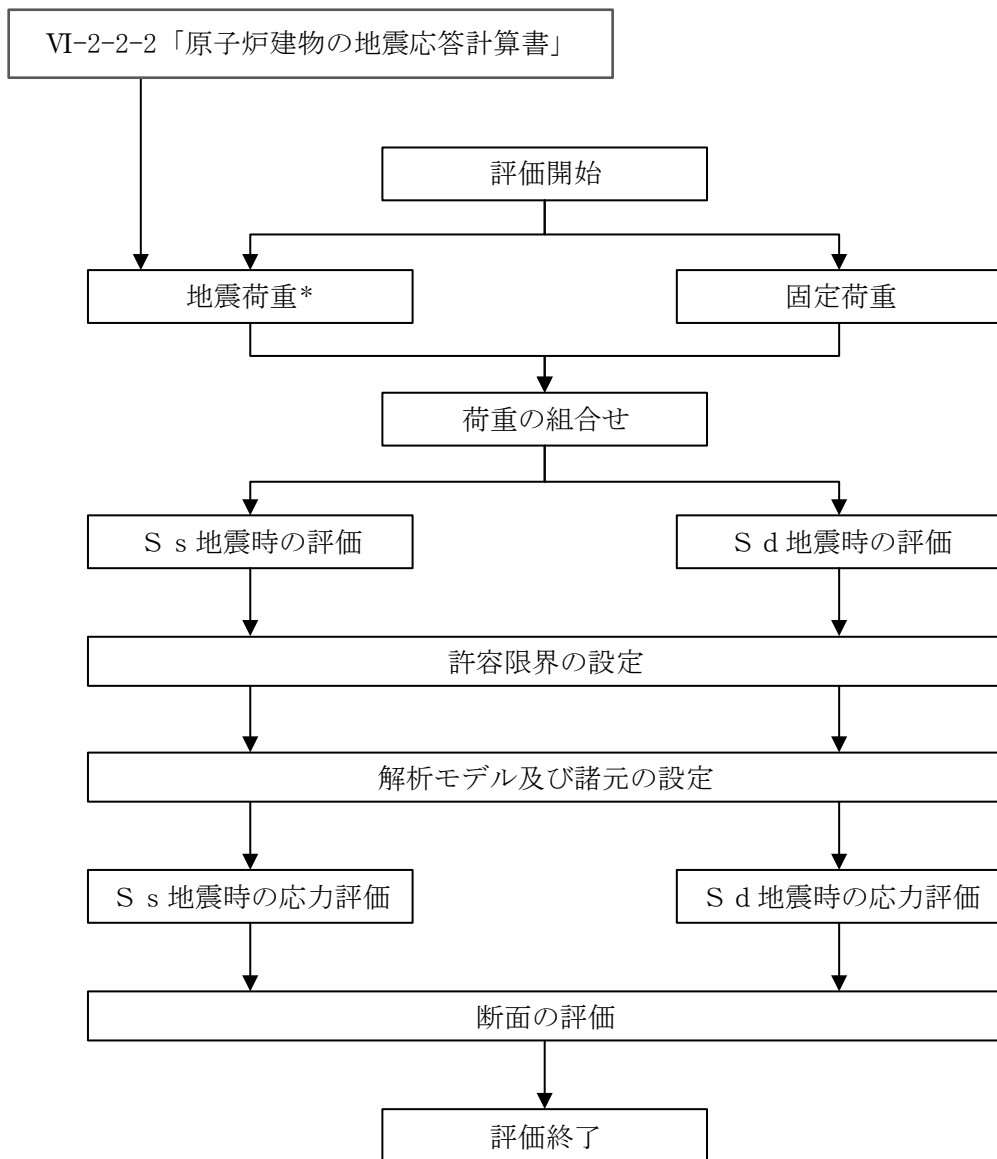 Ⅵ-2-2-2「原子炉建物の地震応答計算書」
評価開始
地震荷重*
固定荷重
荷重の組合せ
Ｓｓ地震時の評価
Ｓｄ地震時の評価
許容限界の設定
解析モデル及び諸元の設定
Ｓｓ地震時の応力評価
Ｓｄ地震時の応力評価
断面の評価
評価終了